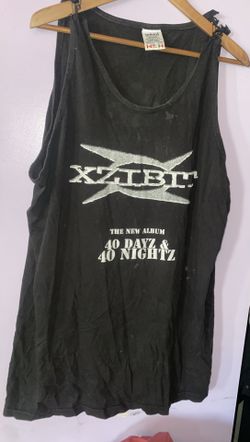 XZIBIT
THE NEW ALBUM
40 DAYZ &
40 NIGHTZ